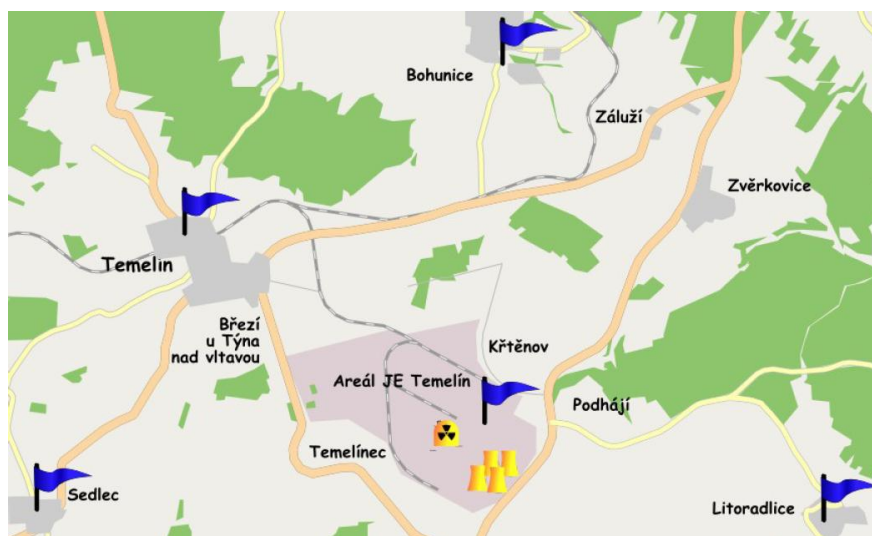 Bohunice
Záluží
Zvěrkovice
Temelin
Březí
u Týna
nad vltavou
Křtěnov
Areál JE Temelín
Podhájí
Temelínec
Sedlec
Litoradlice